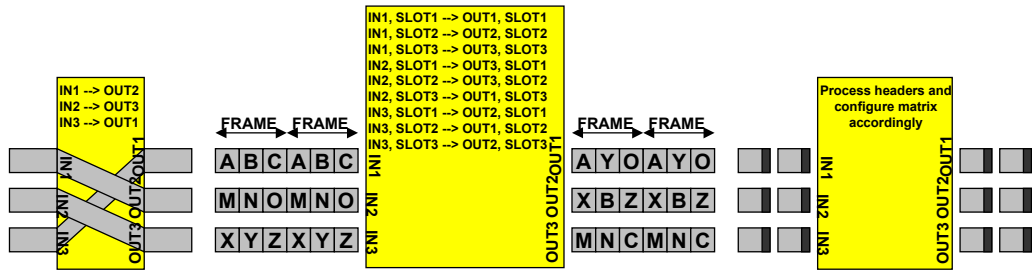 IN1 --> OUT2
IN2 --> OUT3
IN3 --> OUT1
IN1
IN2
IN3
OUT1
OUT2
OUT3
FRAME FRAME
A B C A B C
M N O M N O
X Y Z X Y Z
IN1, SLOT1 --> OUT1, SLOT1
IN1, SLOT2 --> OUT2, SLOT2
IN1, SLOT3 --> OUT3, SLOT3
IN2, SLOT1 --> OUT3, SLOT1
IN2, SLOT2 --> OUT3, SLOT2
IN2, SLOT3 --> OUT1, SLOT3
IN3, SLOT1 --> OUT2, SLOT1
IN3, SLOT2 --> OUT1, SLOT2
IN3, SLOT3 --> OUT2, SLOT3
IN1
IN2
IN3
OUT1
OUT2
OUT3
FRAME FRAME
A Y O A Y O
X B Z X B Z
M N C M N C
Process headers and
configure matrix
accordingly
IN1
IN2
IN3
OUT1
OUT2
OUT3